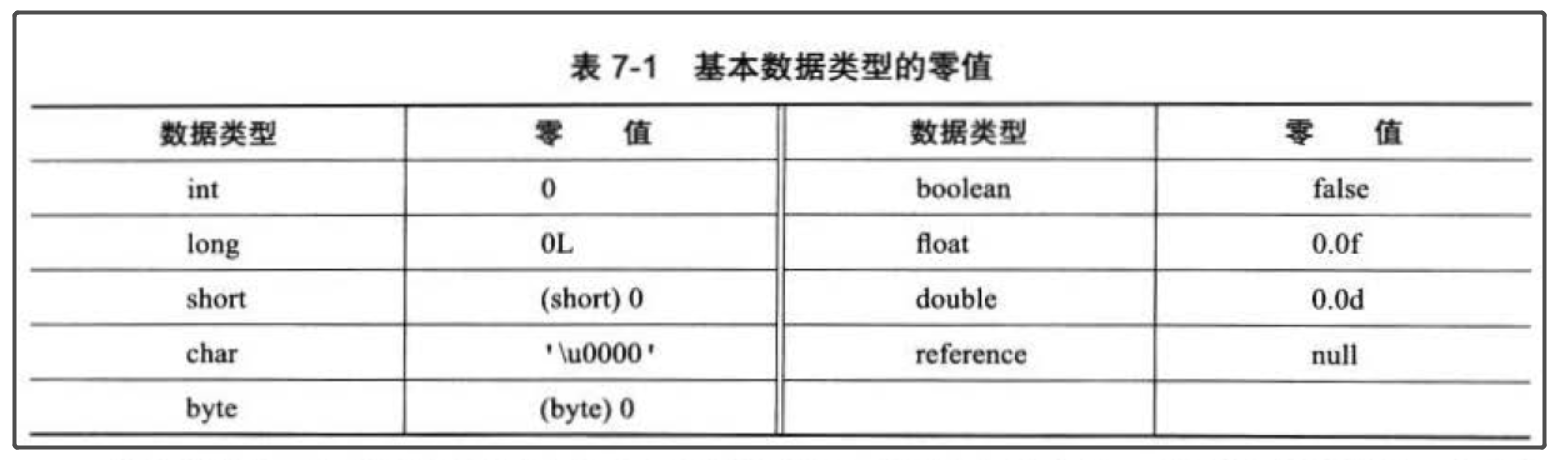 表 7-1 基本数据类型的零值
数据类型 零 值 数据类型 零 值
int 0 boolean false
long 0L float 0.0f
short (short) 0 double 0.0d
char '\u0000' reference null
byte (byte) 0